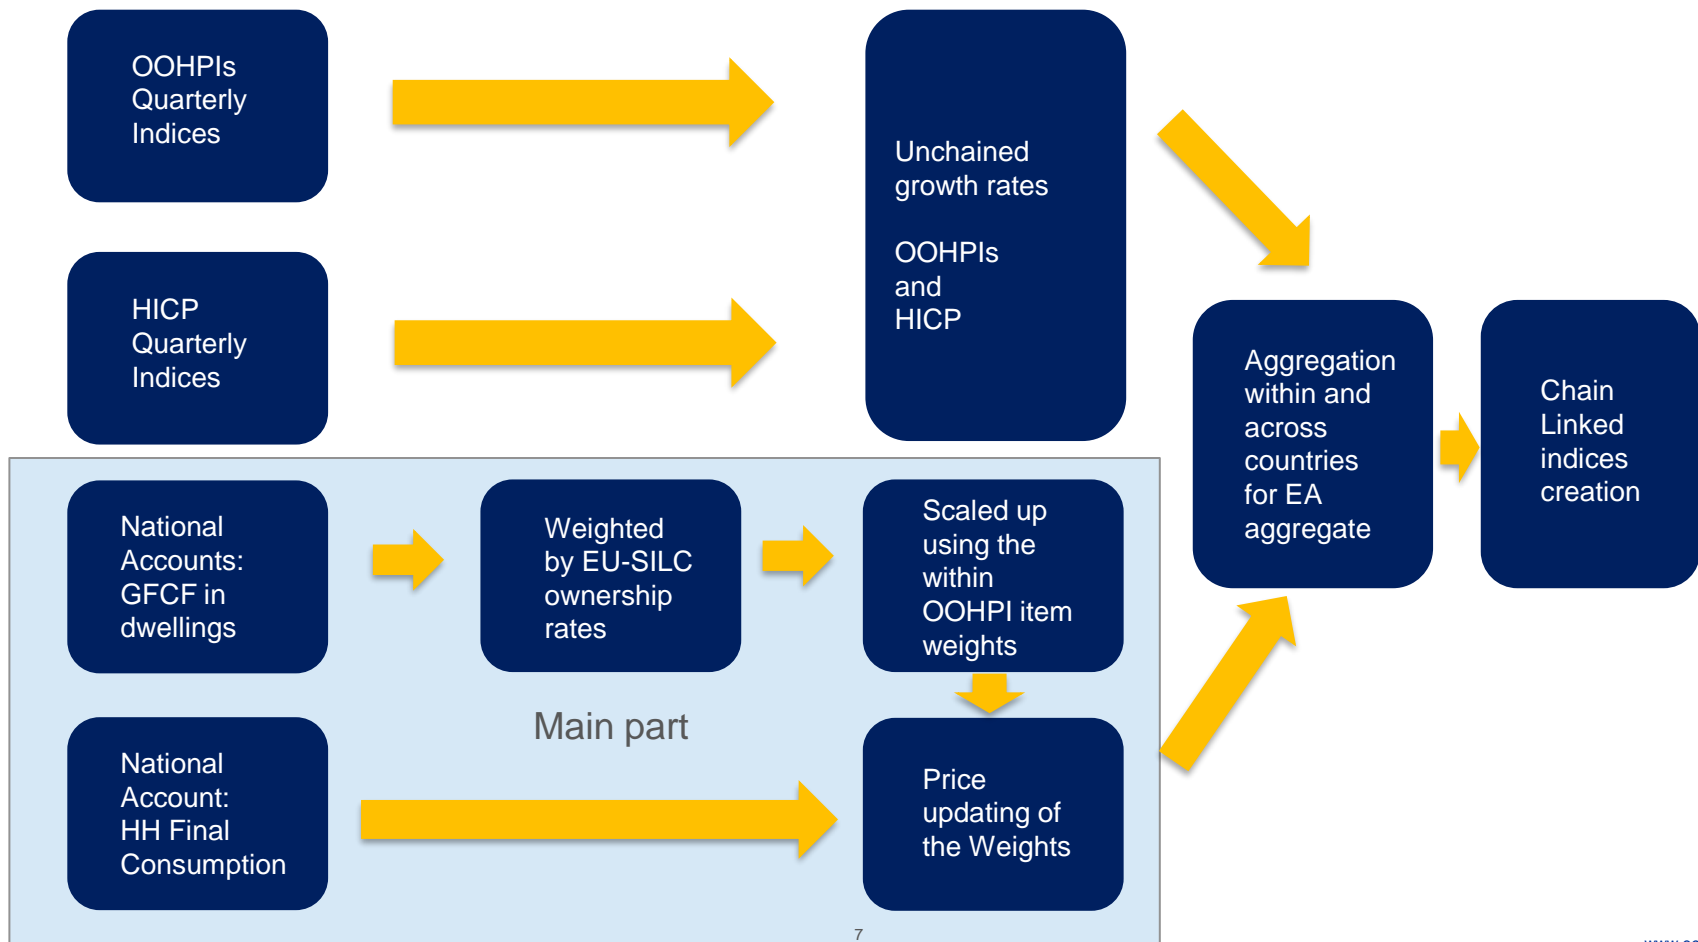 OOHPIs
Quarterly
Indices
HICP
Quarterly
Indices
Unchained
growth rates
OOHPIs
and
HICP
Aggregation
within and
across
countries
for EA
aggregate
Chain
Linked
indices
creation
National
Accounts:
GFCF in
dwellings
Weighted
by EU-SILC
ownership
rates
Scaled up
using the
within
OOHPI item
weights
Main part
National
Account:
HH Final
Consumption
Price
updating of
the Weights
7